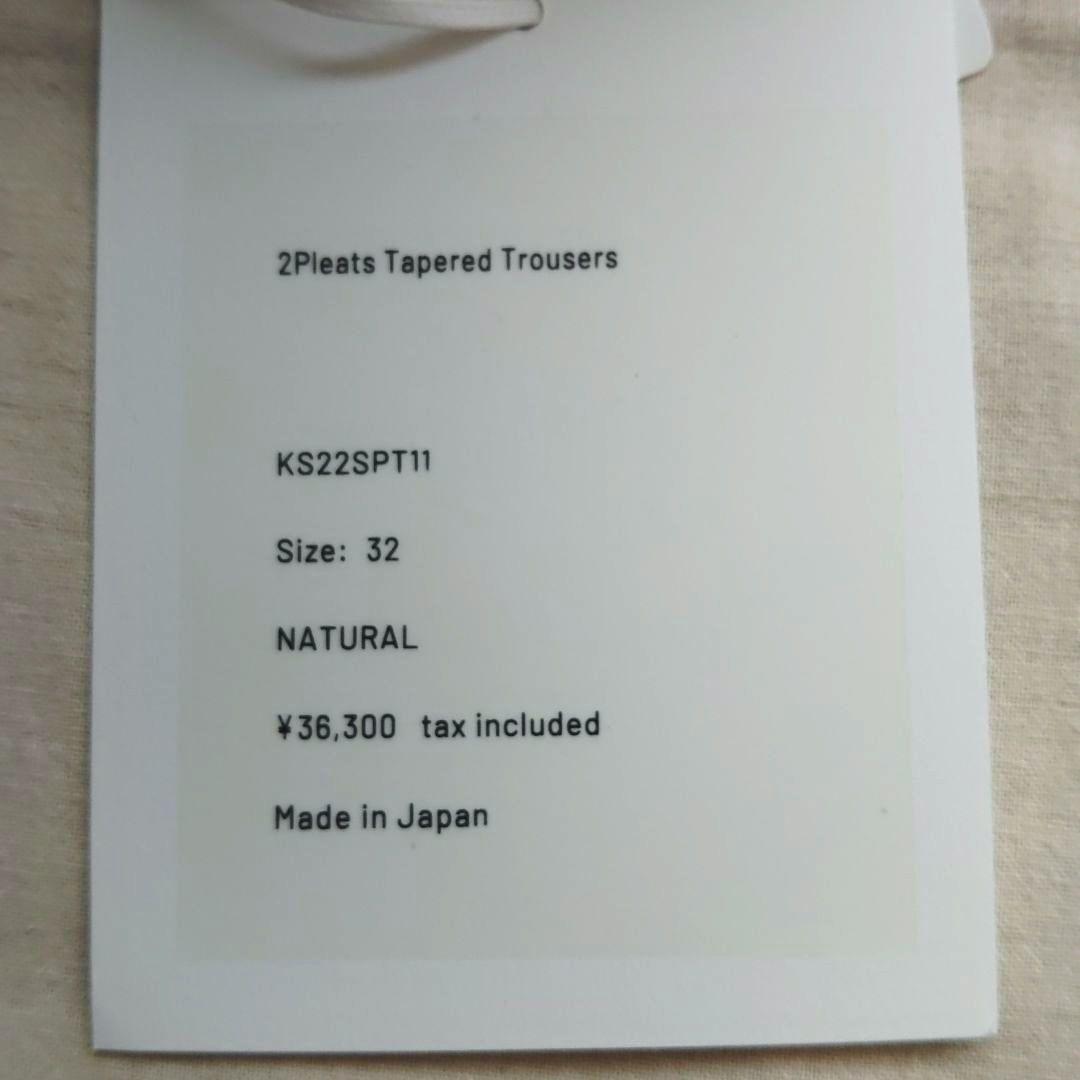 2Pleats Tapered Trousers
KS22SPT11
Size: 32
NATURAL
¥36,300 tax included
Made in Japan